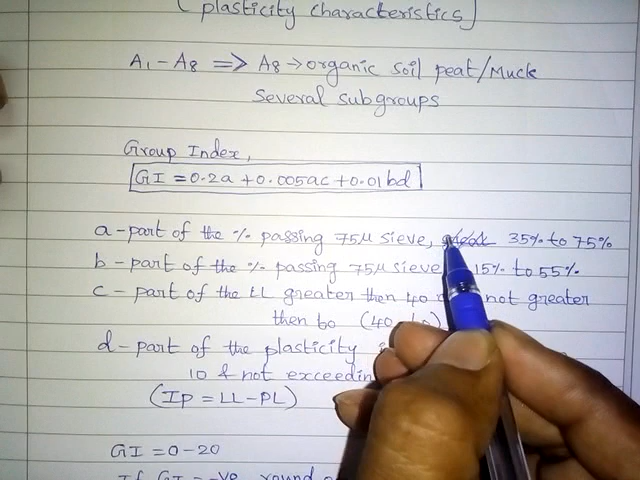 (plasticity characteristics)
A1 - A8 => A8 → organic soil peat/Muck
Several subgroups
Group Index,
GI = 0.2a + 0.005ac + 0.01bd
a - part of the % passing 75μ sieve, 35% to 75%
b - part of the % passing 75μ sieve 15% to 55%
c - part of the LL greater then 40 not greater
then 60 (40
d - part of the plasticity
10 & not exceedin
(Ip = LL - PL)
GI = 0 - 20
If GI = -ve round